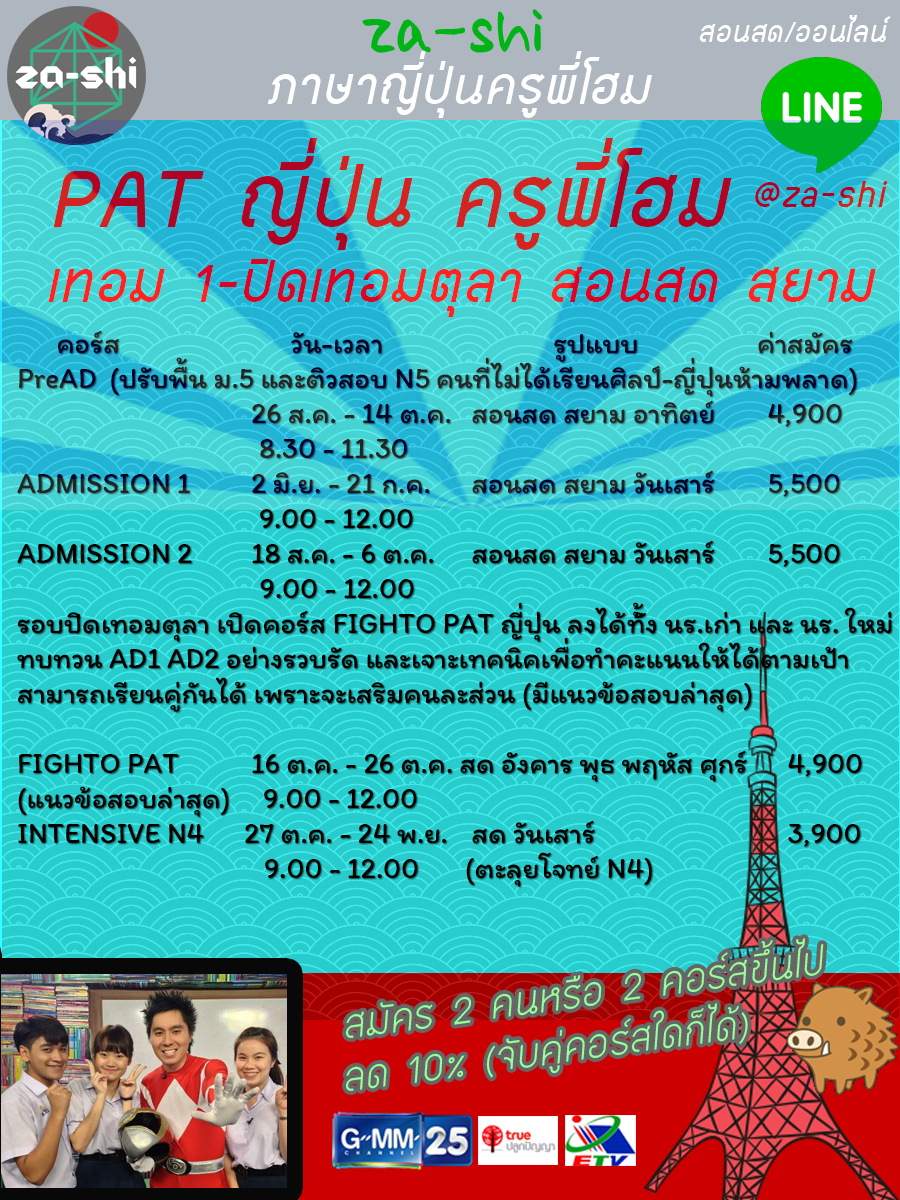 za-shi
za-shi
สอนสด/ออนไลน์
ภาษาญี่ปุ่นครูพี่โฮม
LINE
PAT ญี่ปุ่น ครูพี่โฮม
@za-shi
เทอม 1-ปิดเทอมตุลา สอนสด สยาม
คอร์ส วัน-เวลา รูปแบบ ค่าสมัคร
PreAD (ปรับพื้น ม.5 และติวสอบ N5 คนที่ไม่ได้เรียนศิลป์-ญี่ปุ่นห้ามพลาด)
26 ส.ค. - 14 ต.ค. สอนสด สยาม อาทิตย์ 4,900
8.30 - 11.30
ADMISSION 1 2 มิ.ย. - 21 ก.ค. สอนสด สยาม วันเสาร์ 5,500
9.00 - 12.00
ADMISSION 2 18 ส.ค. - 6 ต.ค. สอนสด สยาม วันเสาร์ 5,500
9.00 - 12.00
รอบปิดเทอมตุลา เปิดคอร์ส FIGHTO PAT ญี่ปุ่น ลงได้ทั้ง นร.เก่า และ นร. ใหม่
ทบทวน AD1 AD2 อย่างรวบรัด และเจาะเทคนิคเพื่อทำคะแนนให้ได้ตามเป้า
สามารถเรียนคู่กันได้ เพราะจะเสริมคนละส่วน (มีแนวข้อสอบล่าสุด)
FIGHTO PAT 16 ต.ค. - 26 ต.ค. สด อังคาร พุธ พฤหัส ศุกร์ 4,900
(แนวข้อสอบล่าสุด) 9.00 - 12.00
INTENSIVE N4 27 ต.ค. - 24 พ.ย. สด วันเสาร์ 3,900
9.00 - 12.00 (ตะลุยโจทย์ N4)
สมัคร 2 คนหรือ 2 คอร์สขึ้นไป
ลด 10% (จับคู่คอร์สใดก็ได้)
G-MM- 25
CHANNEL
true
ปลูกปัญญา
ETV